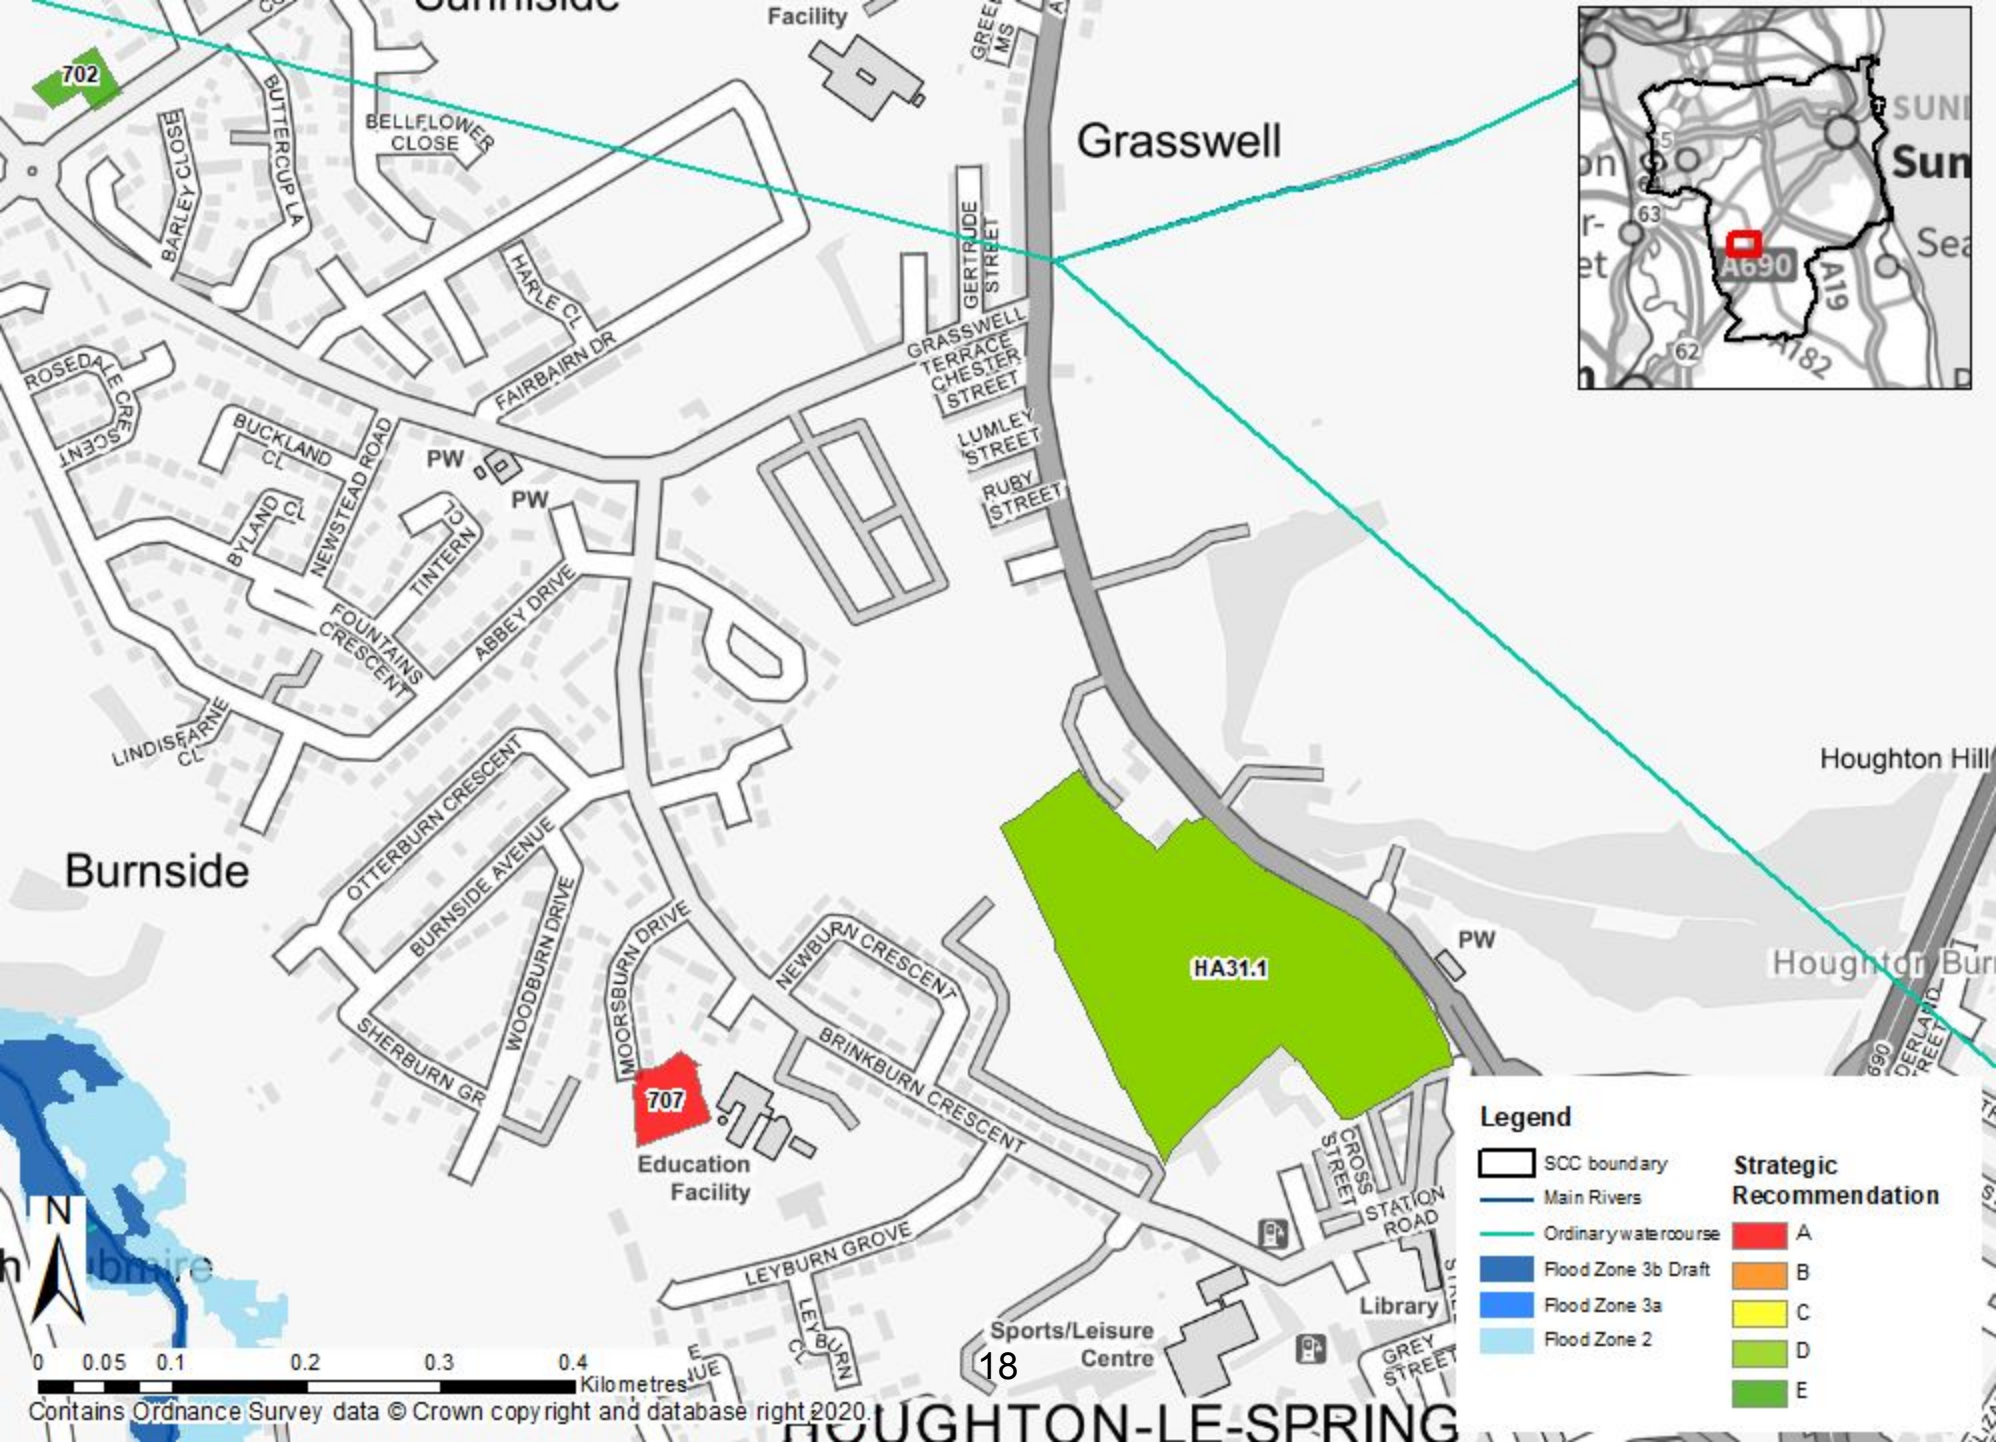 Sunniside
Facility
702
BUTTERCUP LA
BARLEY CLOSE
BELLFLOWER
CLOSE
Grasswell
GERTRUDE
STREET
HARLE CL
FAIRBAIRN DR
GRASSWELL
TERRACE
CHESTER
STREET
LUMLEY
STREET
RUBY
STREET
ROSEDALE CRESCENT
BUCKLAND
CL
NEWSTEAD ROAD
PW
PW
BYLAND CL
TINTERN
CL
FOUNTAINS
CRESCENT
ABBEY DRIVE
LINDISFARNE
CL
Burnside
OTTERBURN CRESCENT
BURNSIDE AVENUE
WOODBURN DRIVE
SHERBURN GR
MOORSBURN DRIVE
NEWBURN CRESCENT
BRINKBURN CRESCENT
707
Education
Facility
LEYBURN GROVE
LEYBURN
CL
HA31.1
Houghton Hill
PW
CROSS
STREET
STATION
ROAD
Library
Sports/Leisure
Centre
GREY
STREET
18
HOUGHTON-LE-SPRING
SUN
Sun
Sea
63
62
A690
A19
A182
N
0 0.05 0.1 0.2 0.3 0.4
Kilometres
Contains Ordnance Survey data © Crown copyright and database right 2020.
Legend
SCC boundary
Main Rivers
Ordinary watercourse
Flood Zone 3b Draft
Flood Zone 3a
Flood Zone 2
Strategic
Recommendation
A
B
C
D
E